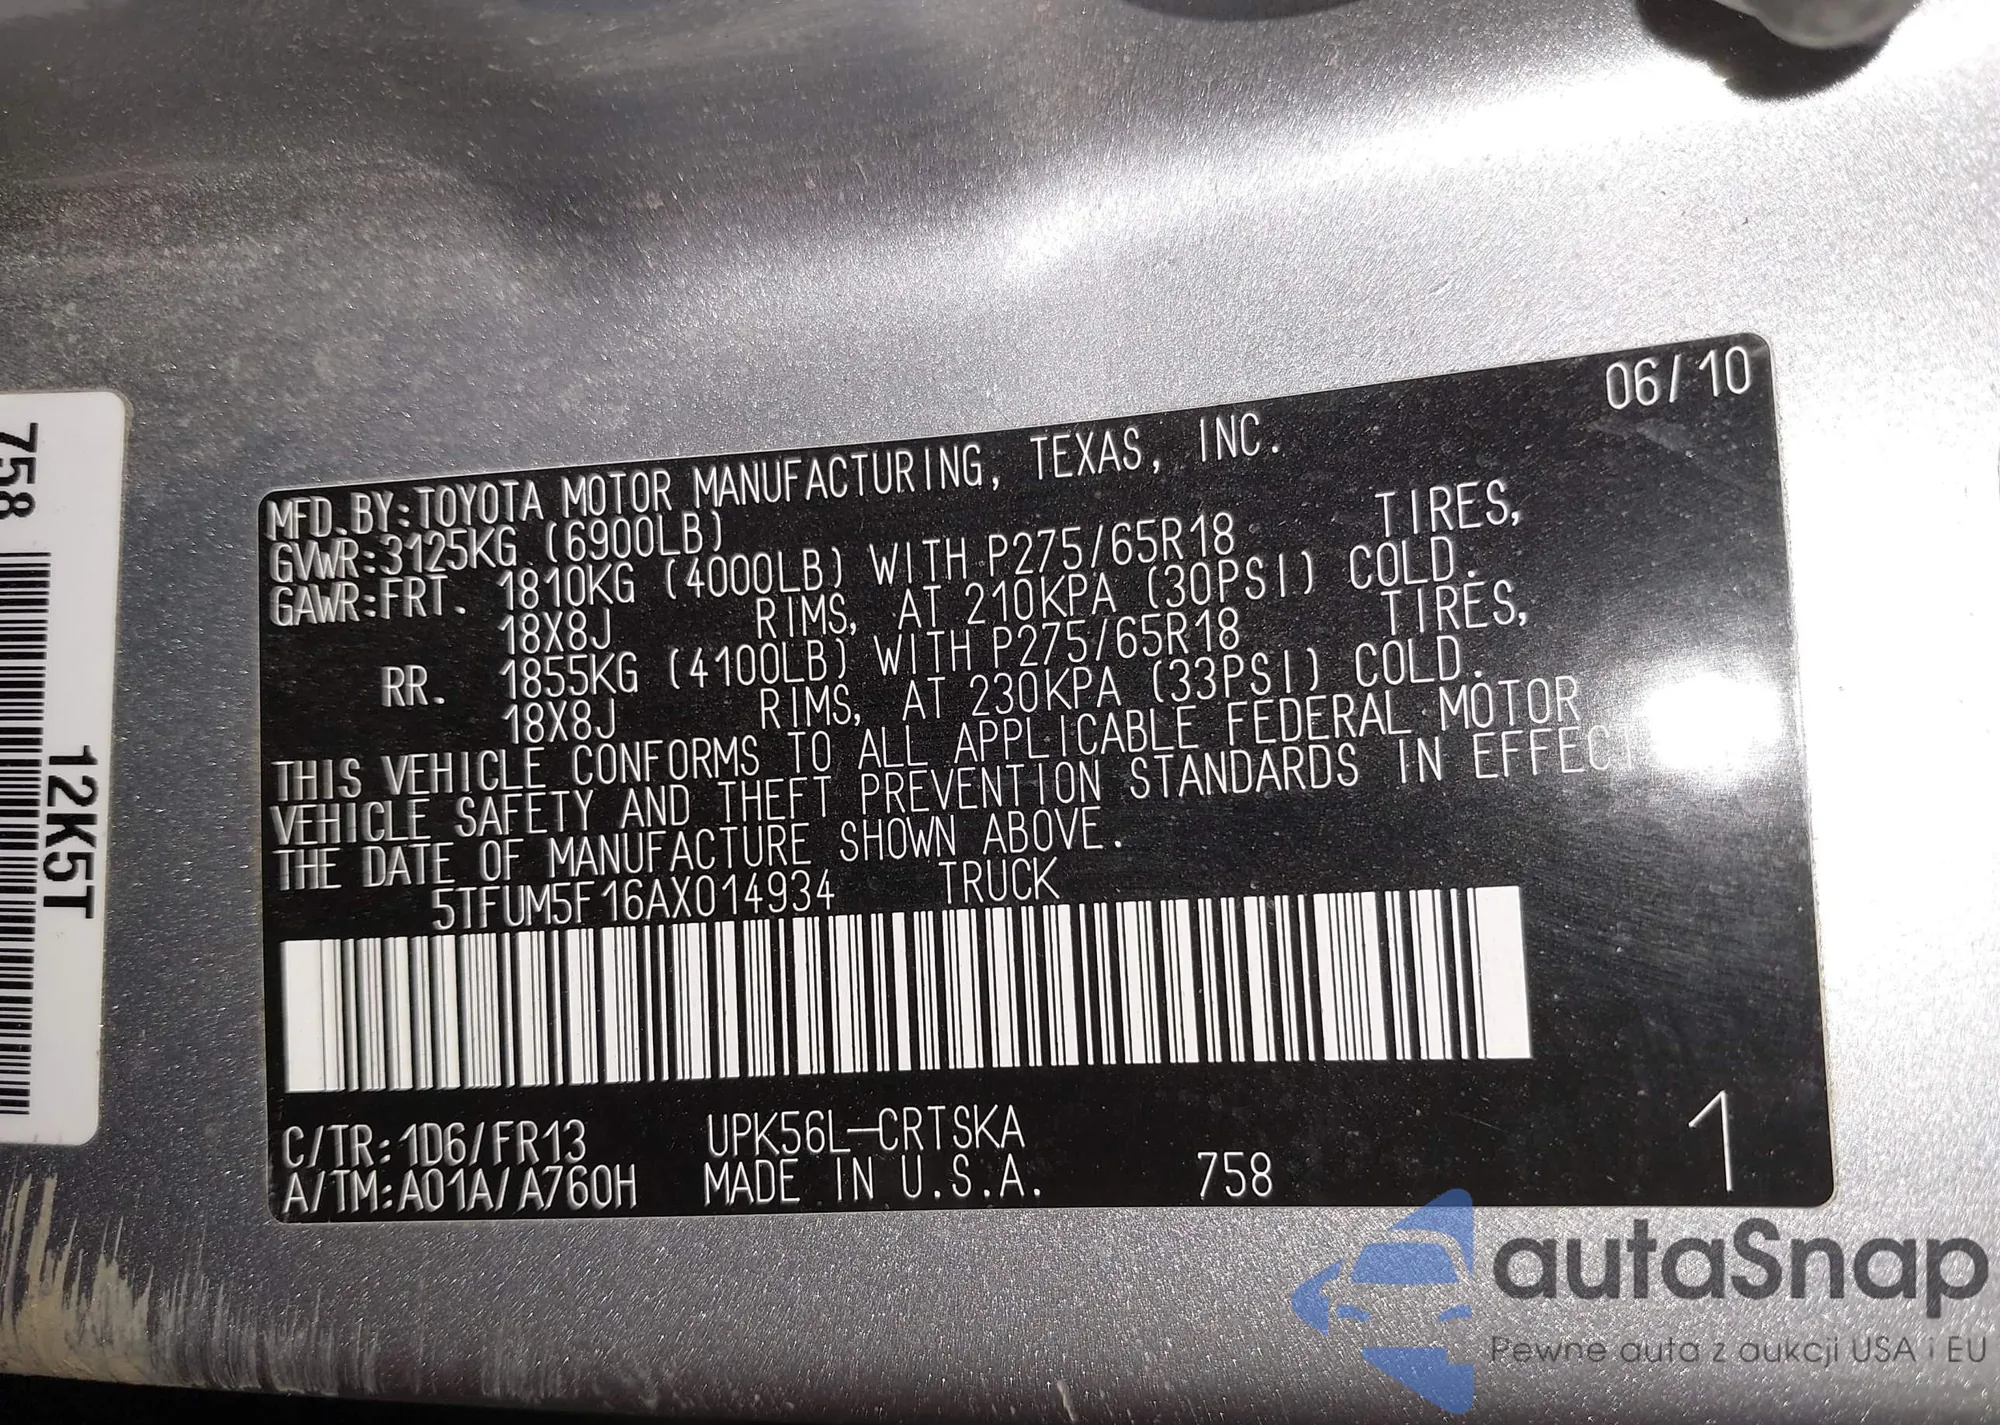 758
12K5T
06/10
MFD.BY:TOYOTA MOTOR MANUFACTURING, TEXAS, INC.
GVWR:3125KG (6900LB)
GAWR:FRT. 1810KG (4000LB) WITH P275/65R18 TIRES,
18X8J RIMS, AT 210KPA (30PSI) COLD.
RR. 1855KG (4100LB) WITH P275/65R18 TIRES,
18X8J RIMS, AT 230KPA (33PSI) COLD.
THIS VEHICLE CONFORMS TO ALL APPLICABLE FEDERAL MOTOR
VEHICLE SAFETY AND THEFT PREVENTION STANDARDS IN EFFECT
THE DATE OF MANUFACTURE SHOWN ABOVE.
5TFUM5F16AX014934 TRUCK
C/TR:1D6/FR13 UPK56L-CRTSKA
A/TM:A01A/A760H MADE IN U.S.A. 758
1
autaSnap
Pewne auta z aukcji USA i EU